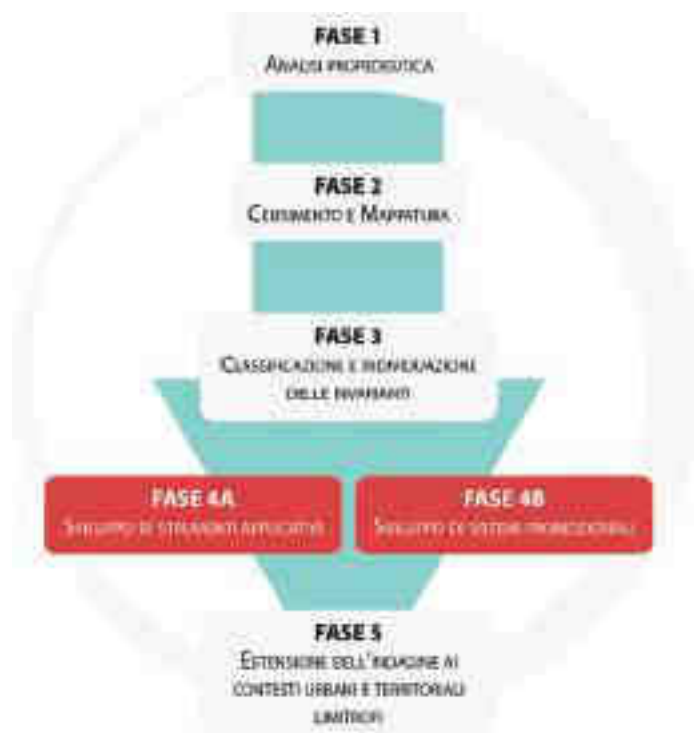 FASE 1
ANALISI PROPEDEUTICA
FASE 2
CENSIMENTO E MAPPATURA
FASE 3
CLASSIFICAZIONE E INDIVIDUAZIONE
DELLE INVARIANTI
FASE 4A
SVILUPPO DI STRUMENTI APPLICATIVI
FASE 4B
SVILUPPO DI SISTEMI PROMOZIONALI
FASE 5
ESTENSIONE DELL'INDAGINE AI
CONTESTI URBANI E TERRITORIALI
LIMITROFI